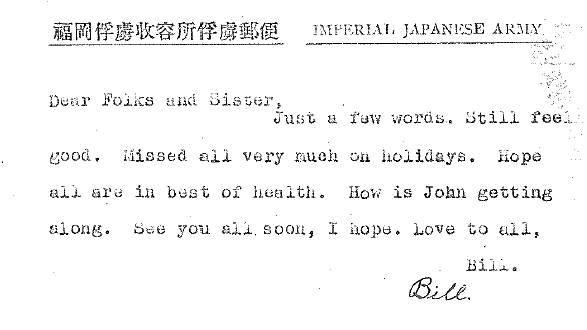 福岡俘虜收容所俘虜郵便 IMPERIAL JAPANESE ARMY
Dear Folks and Sister,
Just a few words. Still feel
good. Missed all very much on holidays. Hope
all are in best of health. How is John getting
along. See you all soon, I hope. Love to all,
Bill.
Bill.